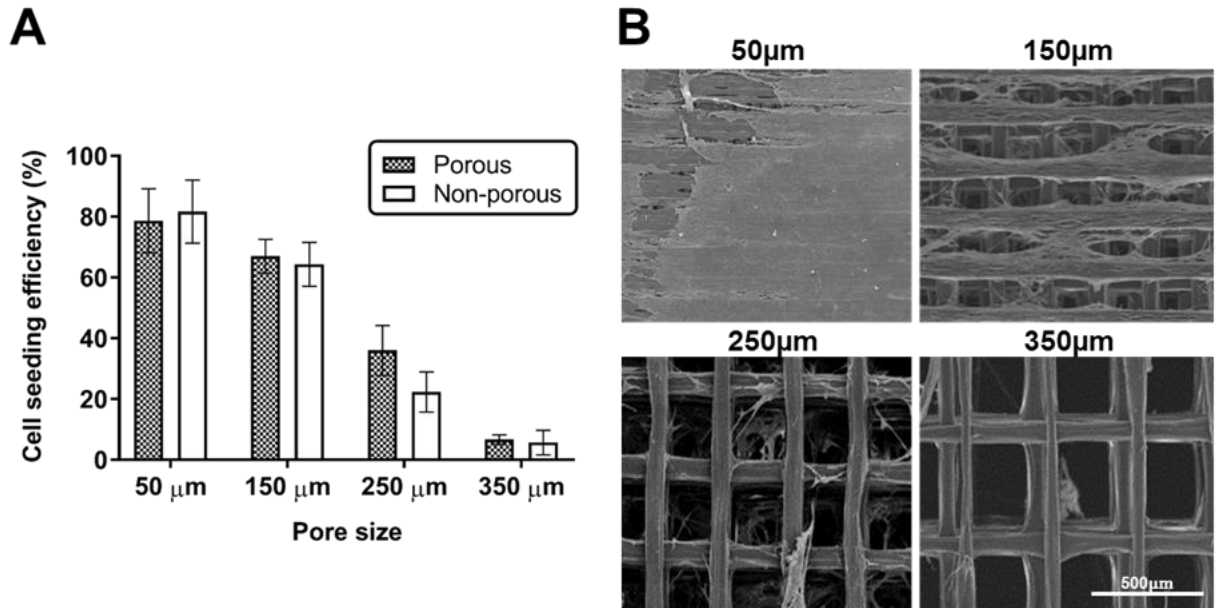 A
Cell seeding efficiency (%)
100
80
60
40
20
0
Porous
Non-porous
50 μm
150 μm
250 μm
350 μm
Pore size
B
50μm
150μm
250μm
350μm
500μm